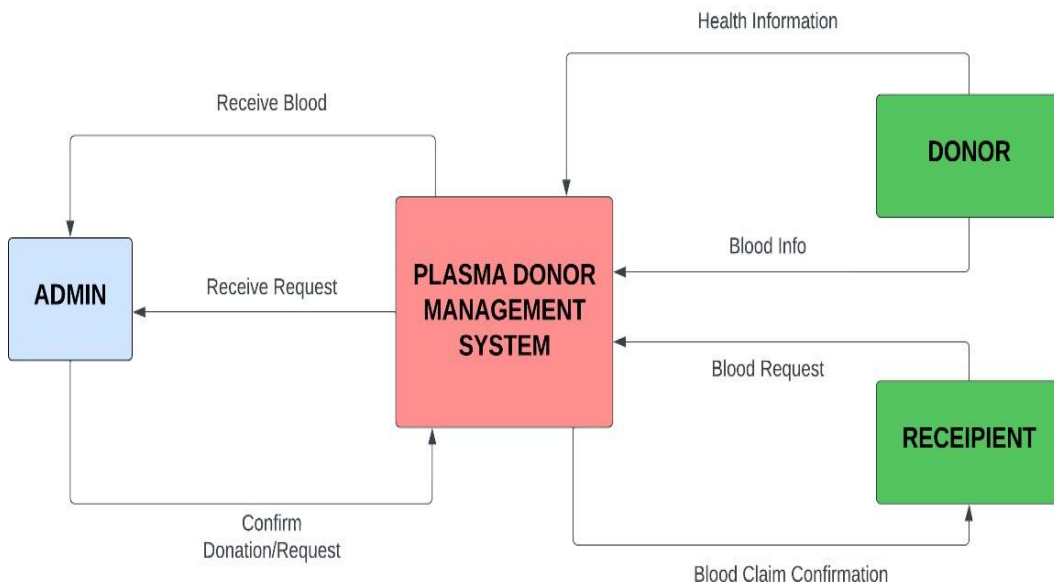 Health Information
Receive Blood
DONOR
Blood Info
ADMIN
Receive Request
PLASMA DONOR
MANAGEMENT
SYSTEM
Blood Request
RECEIPIENT
Confirm
Donation/Request
Blood Claim Confirmation